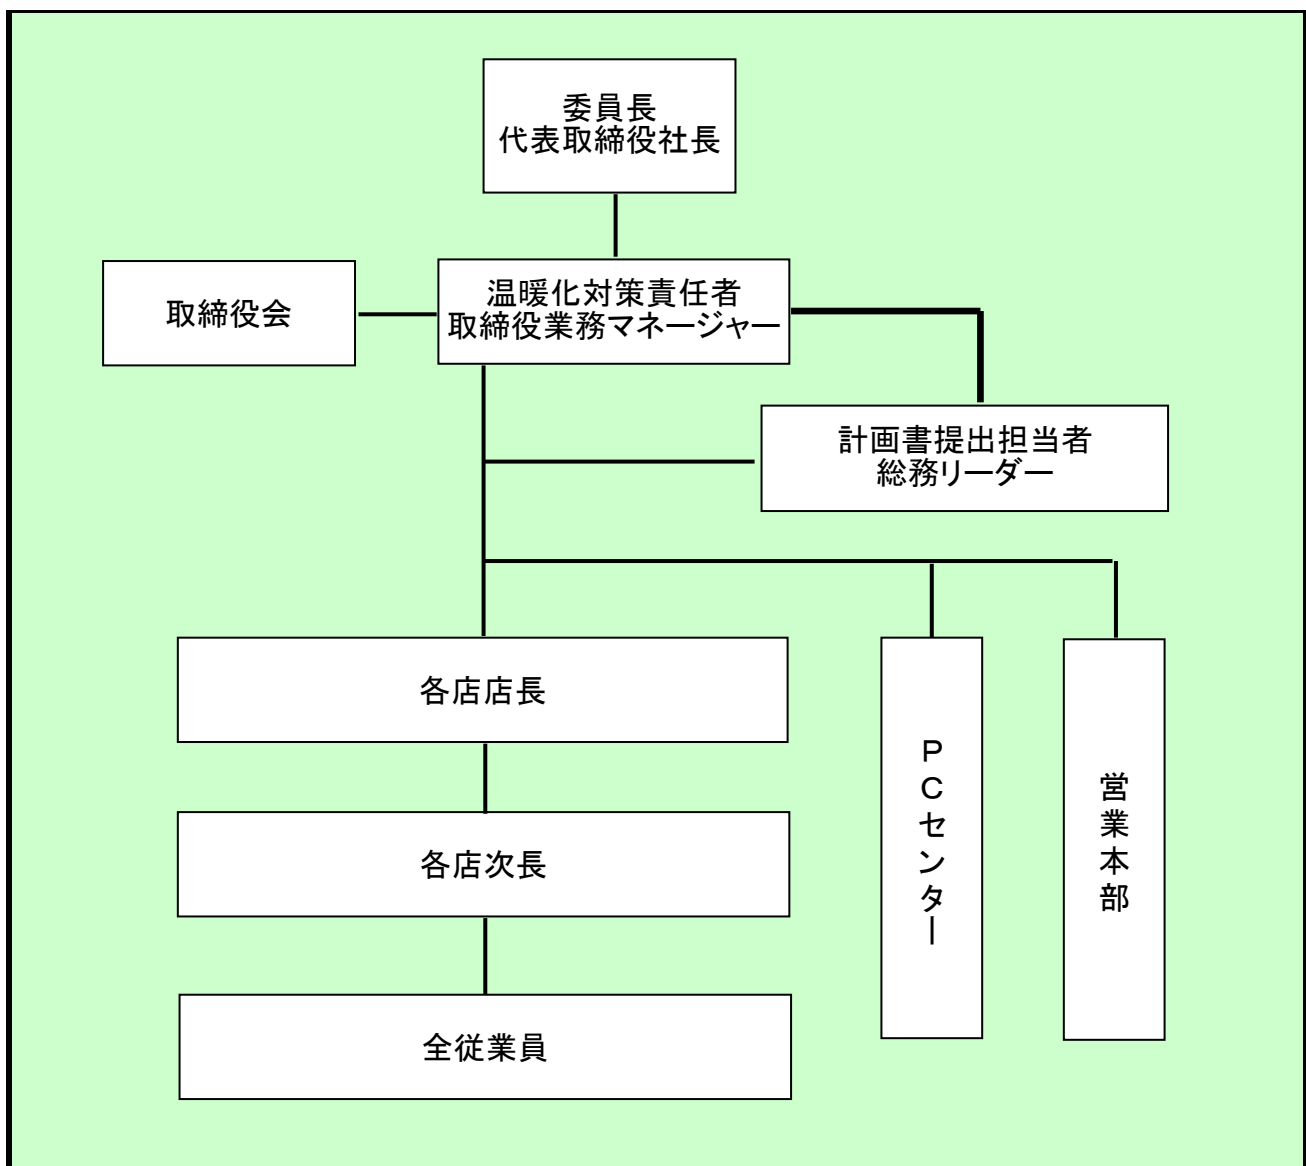 委員長
代表取締役社長
取締役会
温暖化対策責任者
取締役業務マネージャー
計画書提出担当者
総務リーダー
各店店長
各店次長
全従業員
PCセンター
営業本部